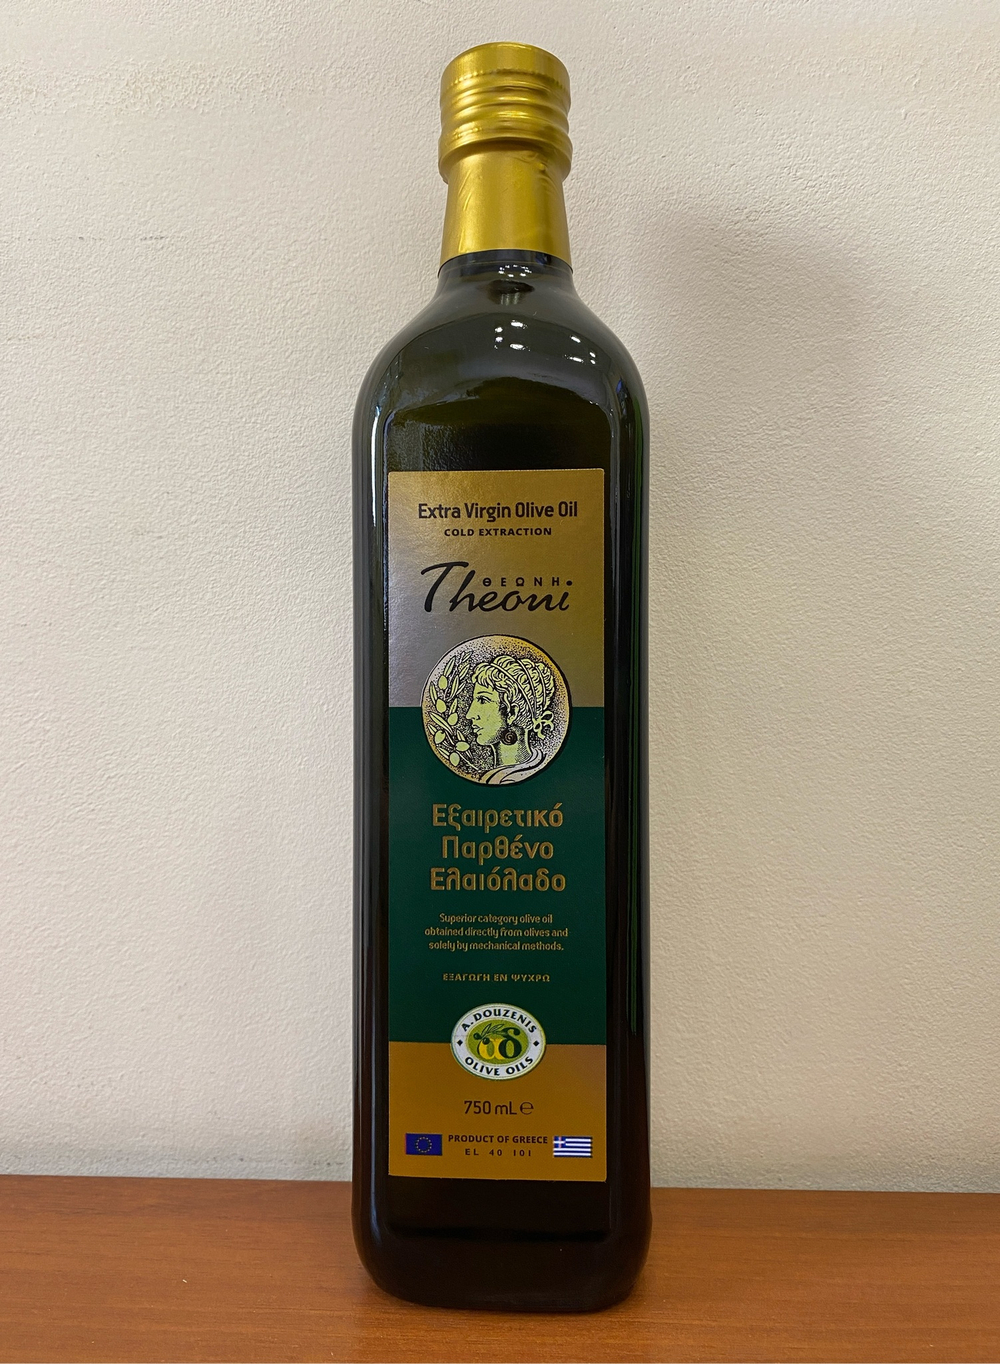 Extra Virgin Olive Oil
COLD EXTRACTION
ΘΕΩΝΗ
Theoni
Εξαιρετικό
Παρθένο
Ελαιόλαδο
Superior category olive oil
obtained directly from olives and
solely by mechanical methods.
ΕΞΑΓΩΓΗ ΕΝ ΨΥΧΡΩ
A. DOUZENIS
αδ
OLIVE OILS
750 mL ℮
PRODUCT OF GREECE
EL 40 101